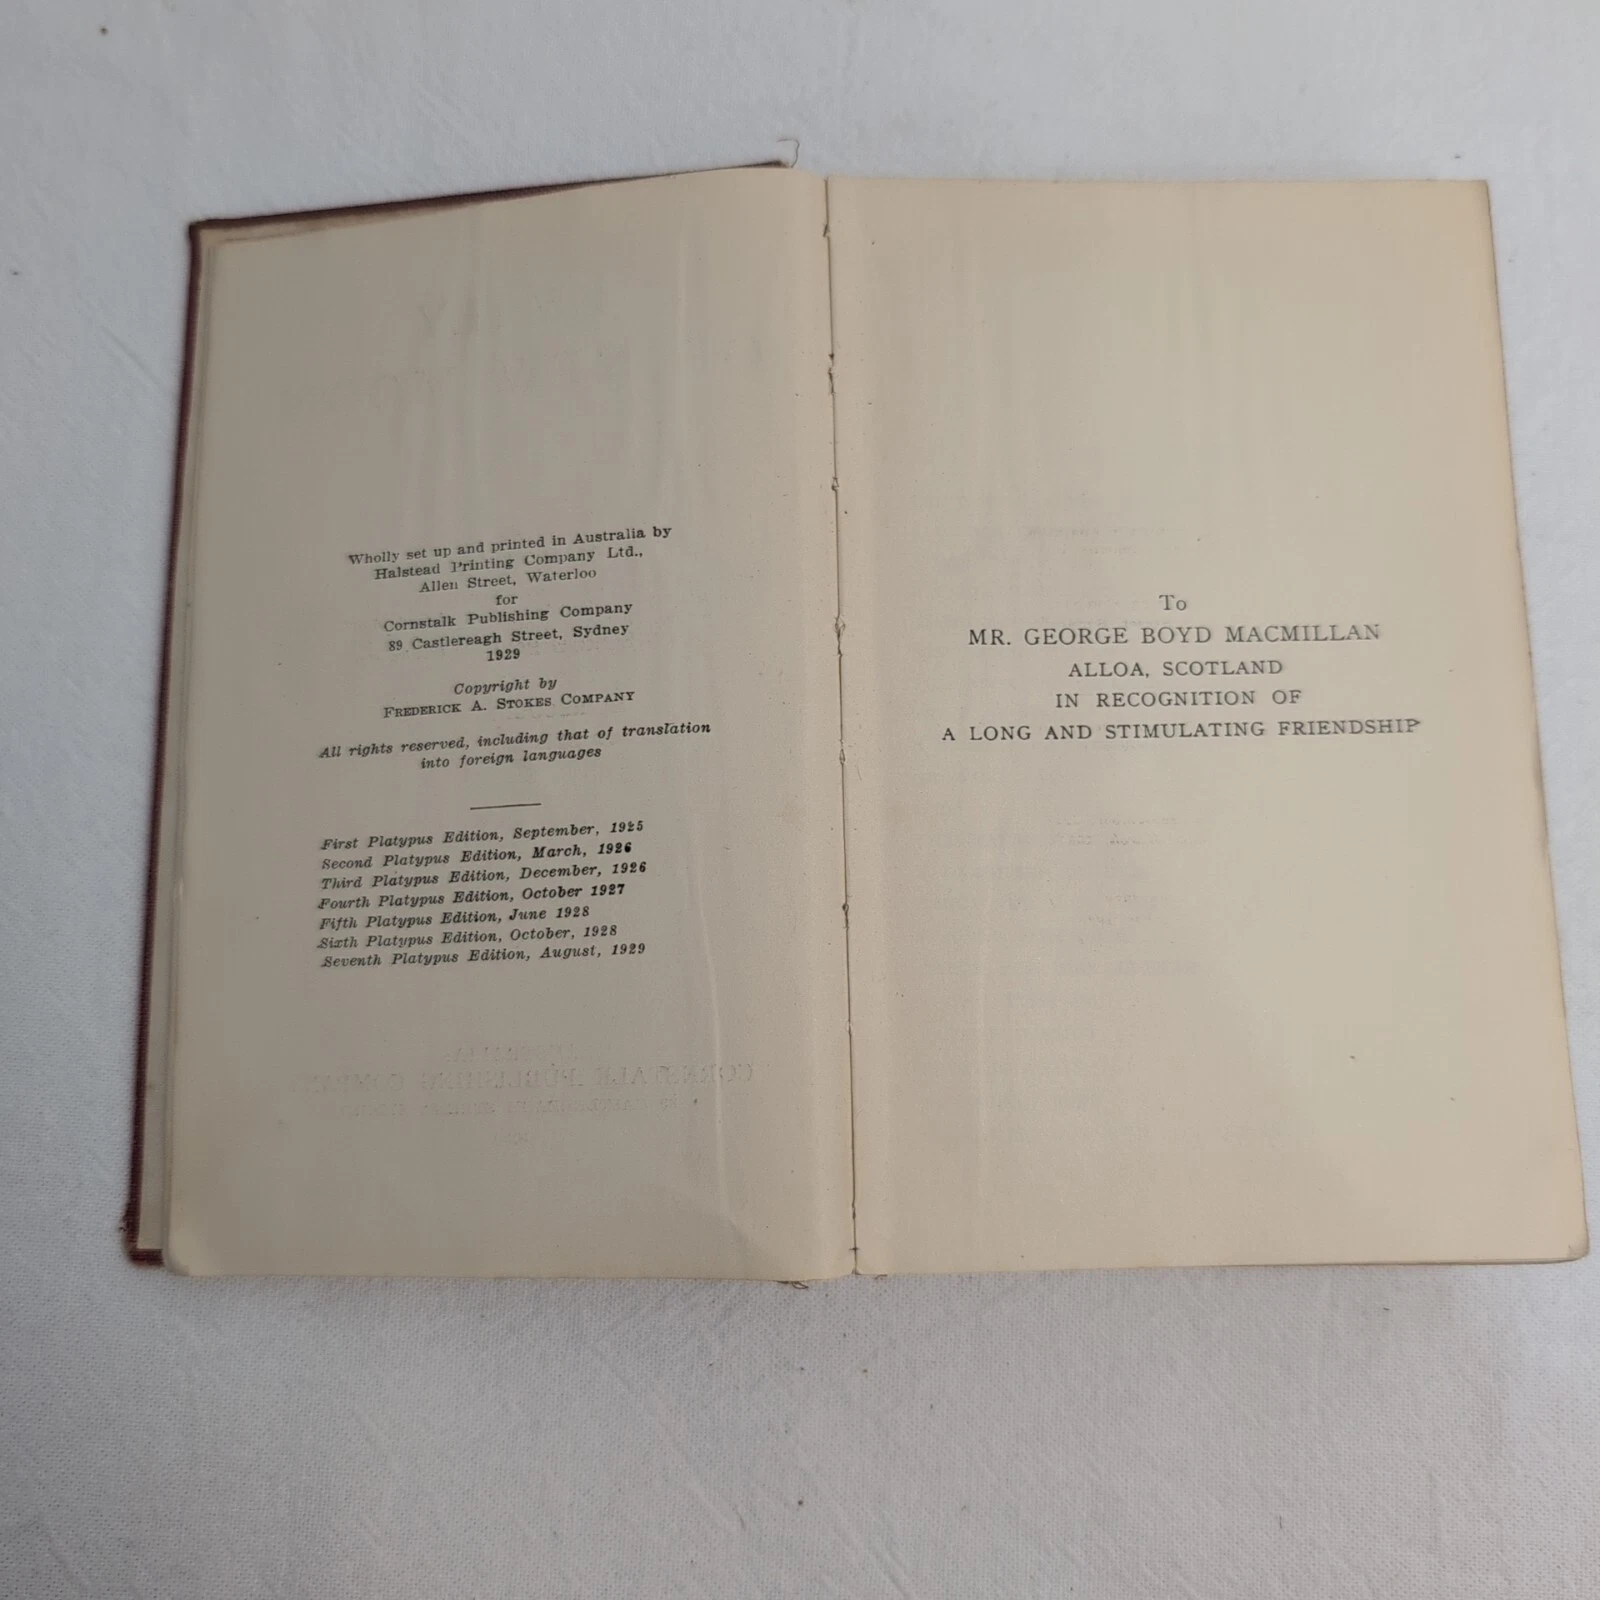 Wholly set up and printed in Australia by
Halstead Printing Company Ltd.,
Allen Street, Waterloo
for
Cornstalk Publishing Company
89 Castlereagh Street, Sydney
1929
Copyright by
FREDERICK A. STOKES COMPANY
All rights reserved, including that of translation
into foreign languages
First Platypus Edition, September, 1925
Second Platypus Edition, March, 1926
Third Platypus Edition, December, 1926
Fourth Platypus Edition, October 1927
Fifth Platypus Edition, June 1928
Sixth Platypus Edition, October, 1928
Seventh Platypus Edition, August, 1929
To
MR. GEORGE BOYD MACMILLAN
ALLOA, SCOTLAND
IN RECOGNITION OF
A LONG AND STIMULATING FRIENDSHIP